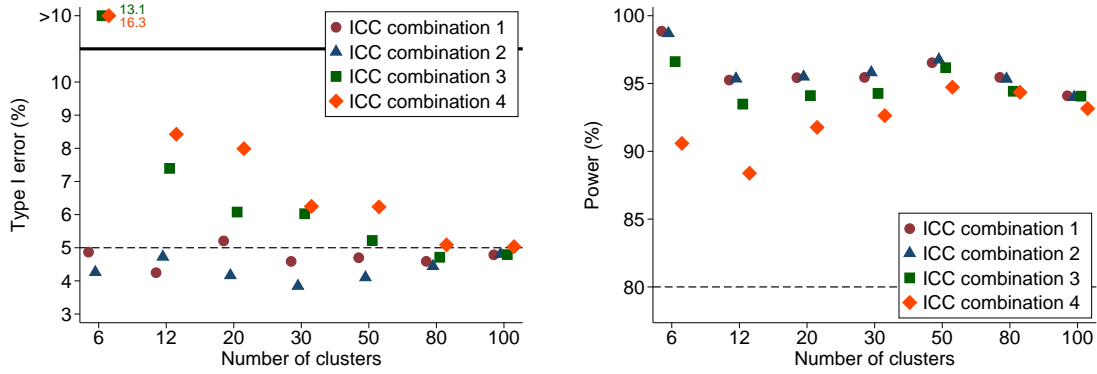 >10
13.1
16.3
10
9
8
7
6
5
4
3
Type I error (%)
6 12 20 30 50 80 100
Number of clusters
ICC combination 1
ICC combination 2
ICC combination 3
ICC combination 4
100
95
90
85
80
Power (%)
6 12 20 30 50 80 100
Number of clusters
ICC combination 1
ICC combination 2
ICC combination 3
ICC combination 4